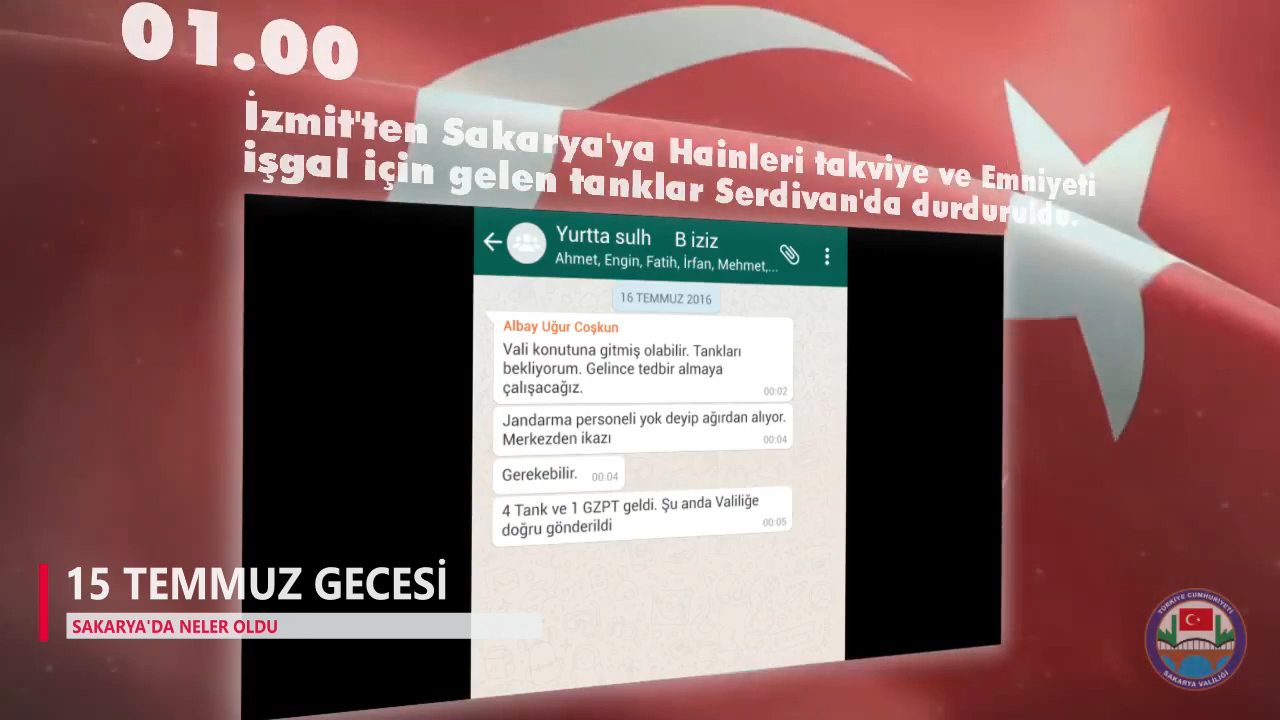 01.00
İzmit'ten Sakarya'ya Hainleri takviye ve Emniyeti
işgal için gelen tanklar Serdivan'da durduruldu.
Yurtta sulh B iziz
Ahmet, Engin, Fatih, İrfan, Mehmet,...
16 TEMMUZ 2016
Albay Uğur Coşkun
Vali konutuna gitmiş olabilir. Tankları
bekliyorum. Gelince tedbir almaya
çalışacağız.
00:02
Jandarma personeli yok deyip ağırdan alıyor.
Merkezden ikazı
00:04
Gerekebilir. 00:04
4 Tank ve 1 GZPT geldi. Şu anda Valiliğe
doğru gönderildi
00:05
15 TEMMUZ GECESİ
SAKARYA'DA NELER OLDU
TÜRKİYE CUMHURİYETİ
SAKARYA VALİLİĞİ